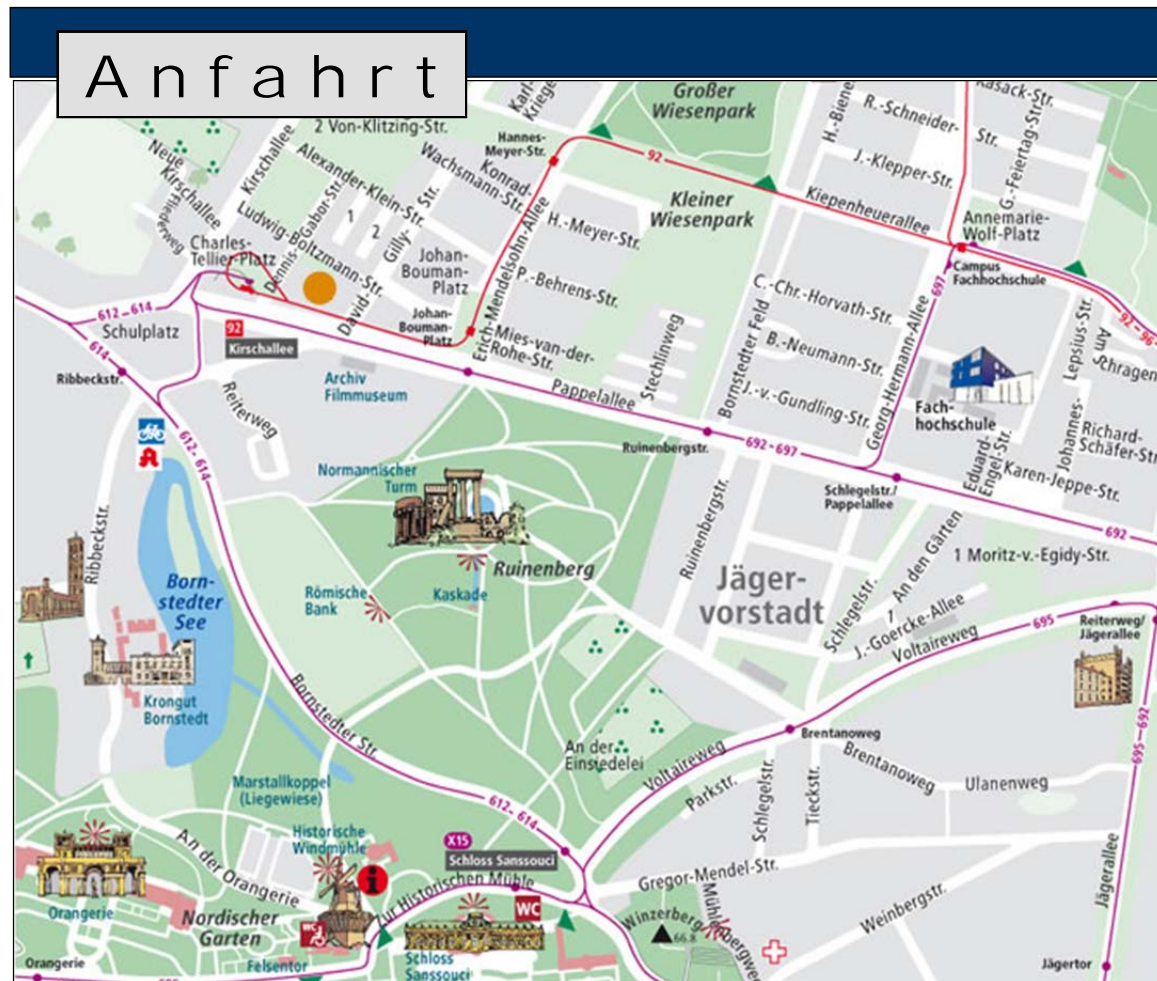 Anfahrt
Großer
Wiesenpark
2 Von-Klitzing-Str.
Hannes-
Meyer-Str.
R.-Schneider-
Str.
G.-Feiertag-Str.
Neue
Kirschallee
Kirschallee
Alexander-Klein-Str.
Wachsmann-Str.
Konrad-
92
J.-Klepper-Str.
Kleiner
Wiesenpark
Kiepenheuerallee
Annemarie-
Wolf-Platz
Campus
Fachhochschule
Charles-
Tellier-Platz
Ludwig-Boltzmann-Str.
Dennis-Gabor-Str.
1
2
Gilly-
Str.
David-
Johan-
Bouman-
Platz
H.-Meyer-Str.
P.-Behrens-Str.
Erich-Mendelsohn-Allee
Johan-
Bouman-
Platz
Mies-van-der-
Rohe-Str.
Stechlinweg
Bornstedter Feld
C.-Chr.-Horvath-Str.
B.-Neumann-Str.
J.-v.-Gundling-Str.
Georg-Hermann-Allee
697
92-96
Lepsius-Str.
Johannes-
Am
Schragen
612-614
Schulplatz
614
92
Kirschallee
Ribbeckstr.
Archiv
Filmmuseum
Pappelallee
Reiterweg
Fach-
hochschule
Eduard-
Engel-Str.
Richard-
Schäfer-Str
Karen-Jeppe-Str.
Ruinenbergstr.
692-697
Schlegelstr./
Pappelallee
692
612-614
Normannischer
Turm
Ruinenberg
Ruinenbergstr.
Jäger-
vorstadt
An den Gärten
1 Moritz-v.-Egidy-Str.
Ribbeckstr.
Born-
stedter
See
Römische
Bank
Kaskade
Schlegelstr.
1
J.-Goercke-Allee
Voltaireweg
695
Reiterweg/
Jägerallee
Krongut
Bornstedt
Bornstedter Str.
An der
Einsiedelei
Voltaireweg
Brentanoweg
Brentanoweg
695-692
Marstallkoppel
(Liegewiese)
Parkstr.
Schlegelstr.
Tieckstr.
Ulanenweg
612-614
Historische
Windmühle
X15
Schloss Sanssouci
An der Orangerie
i
Zur Historischen Mühle
Gregor-Mendel-Str.
Jägerallee
Orangerie
Nordischer
Garten
WC
WC
Winzerberg
66.8
Mühlenbergweg
Weinbergstr.
Orangerie
Felsentor
Schloss
Sanssouci
Jägertor